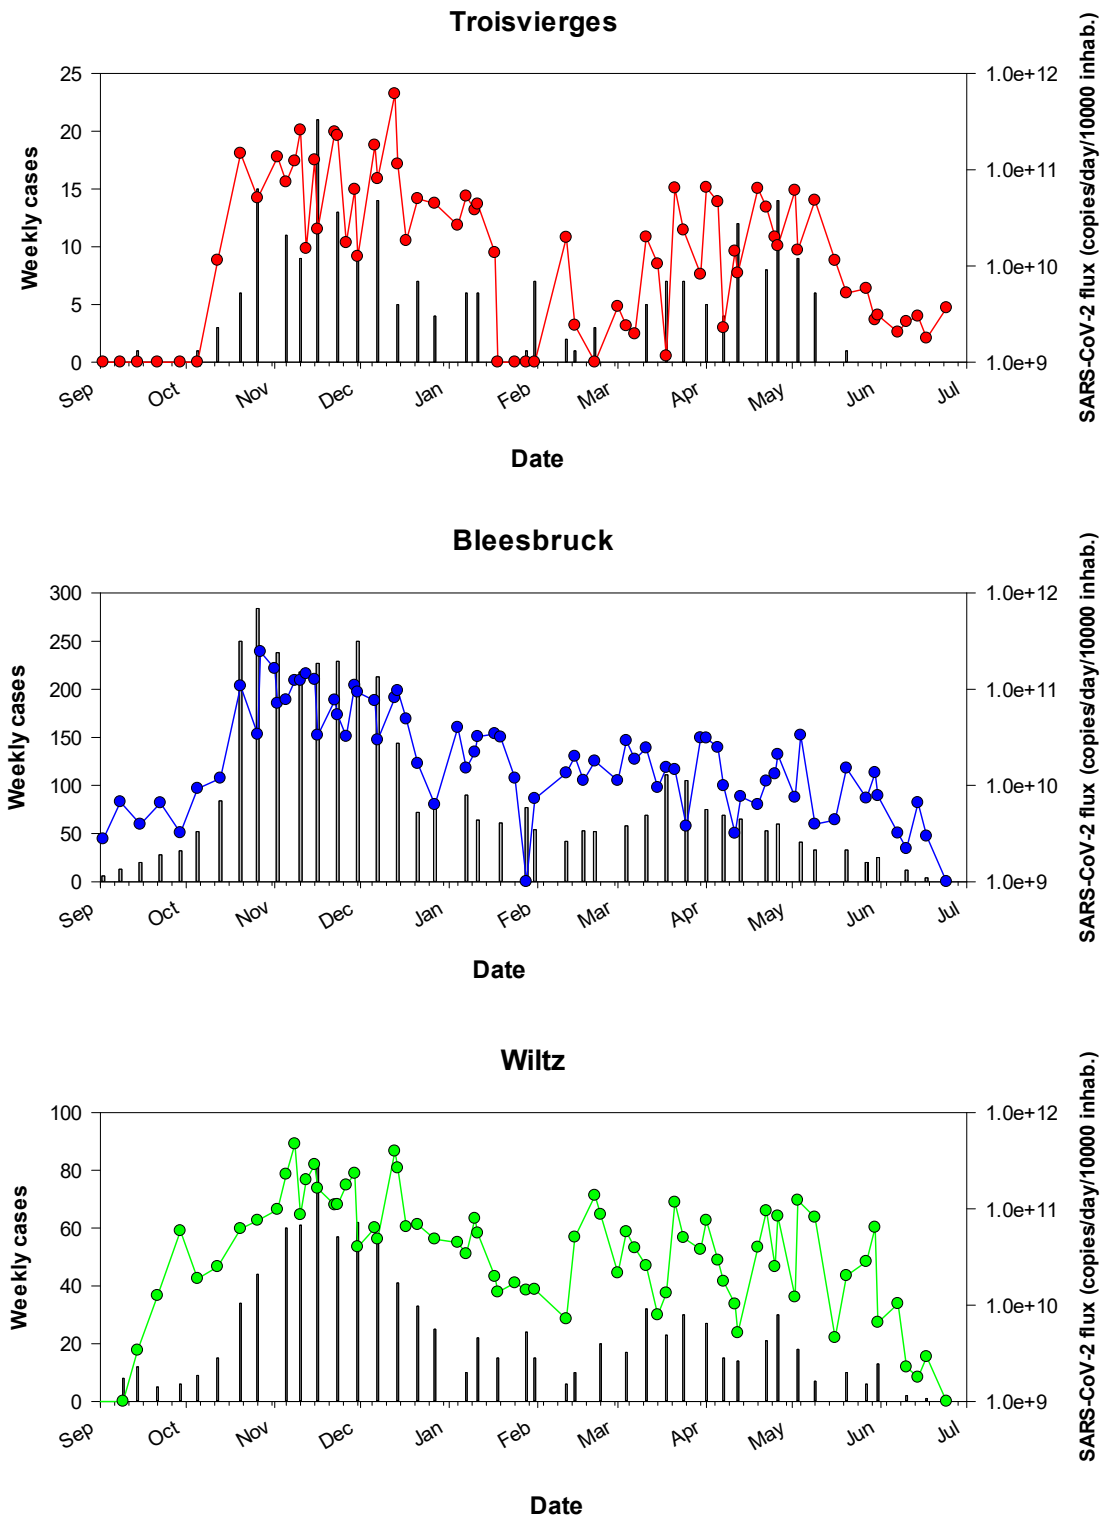 Troisvierges
Weekly cases
25
20
15
10
5
0
1.0e+12
1.0e+11
1.0e+10
1.0e+9
SARS-CoV-2 flux (copies/day/10000 inhab.)
Sep Oct Nov Dec Jan Feb Mar Apr May Jun Jul
Date
Bleesbruck
Weekly cases
300
250
200
150
100
50
0
1.0e+12
1.0e+11
1.0e+10
1.0e+9
SARS-CoV-2 flux (copies/day/10000 inhab.)
Sep Oct Nov Dec Jan Feb Mar Apr May Jun Jul
Date
Wiltz
Weekly cases
100
80
60
40
20
0
1.0e+12
1.0e+11
1.0e+10
1.0e+9
SARS-CoV-2 flux (copies/day/10000 inhab.)
Sep Oct Nov Dec Jan Feb Mar Apr May Jun Jul
Date